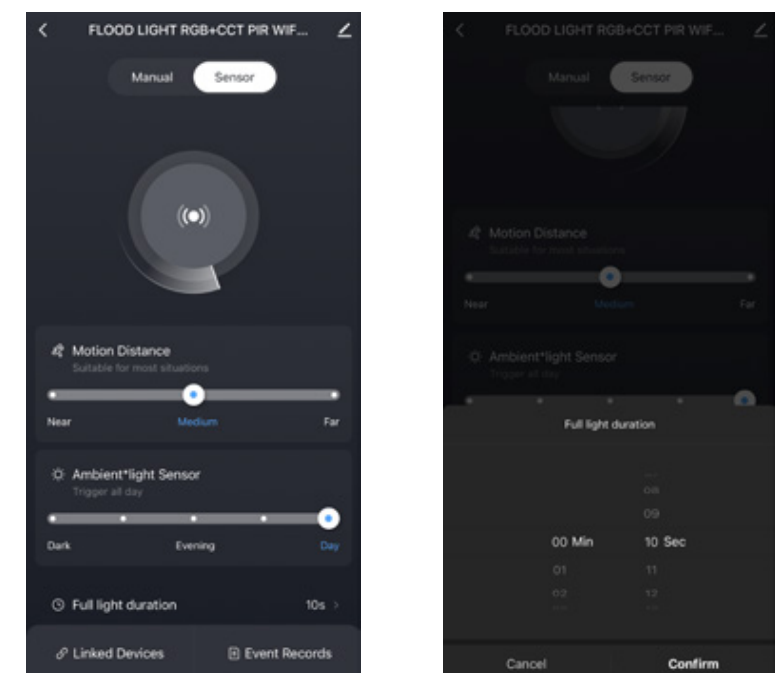 FLOOD LIGHT RGB+CCT PIR WIF...
Manual Sensor
Motion Distance
Suitable for most situations
Near Medium Far
Ambient*light Sensor
Trigger all day
Dark Evening Day
Full light duration 10s >
Linked Devices Event Records
FLOOD LIGHT RGB+CCT PIR WIF...
Manual Sensor
Motion Distance
Suitable for most situations
Near Medium Far
Ambient*light Sensor
Trigger all day
Full light duration
08
09
00 Min 10 Sec
01 11
02 12
Cancel Confirm